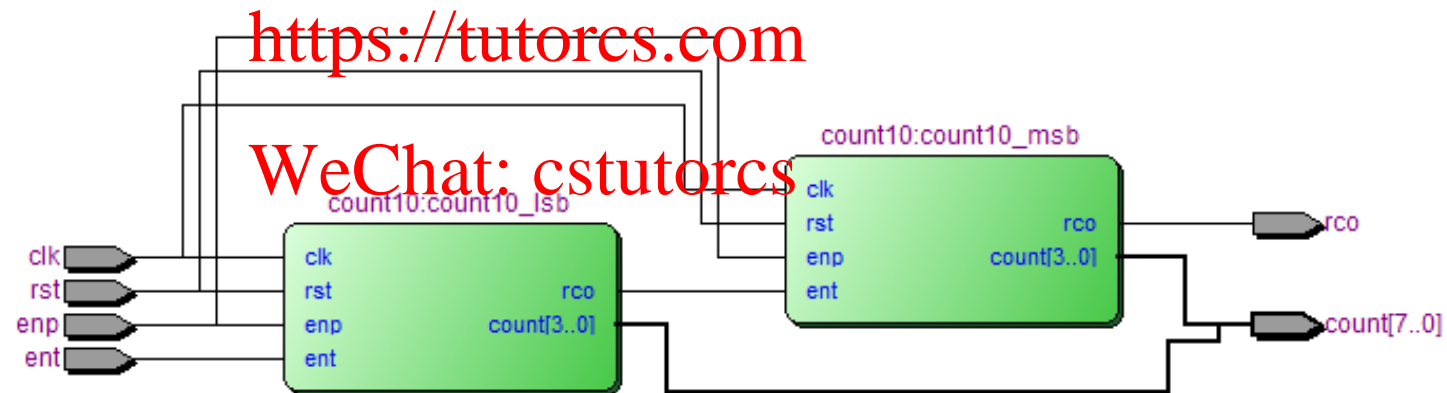 https://tutorcs.com
count10:count10_msb
WeChat: cstutorcs
clk
count10:count10_lsb
rst
rco
rco
enp
count[3..0]
clk
clk
ent
rst
rst
rco
enp
enp
count[3..0]
count[7..0]
ent
ent